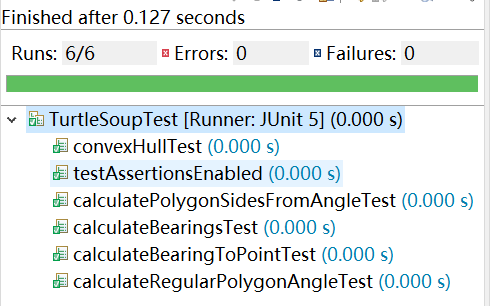 Finished after 0.127 seconds
Runs: 6/6 Errors: 0 Failures: 0
TurtleSoupTest [Runner: JUnit 5] (0.000 s)
convexHullTest (0.000 s)
testAssertionsEnabled (0.000 s)
calculatePolygonSidesFromAngleTest (0.000 s)
calculateBearingsTest (0.000 s)
calculateBearingToPointTest (0.000 s)
calculateRegularPolygonAngleTest (0.000 s)